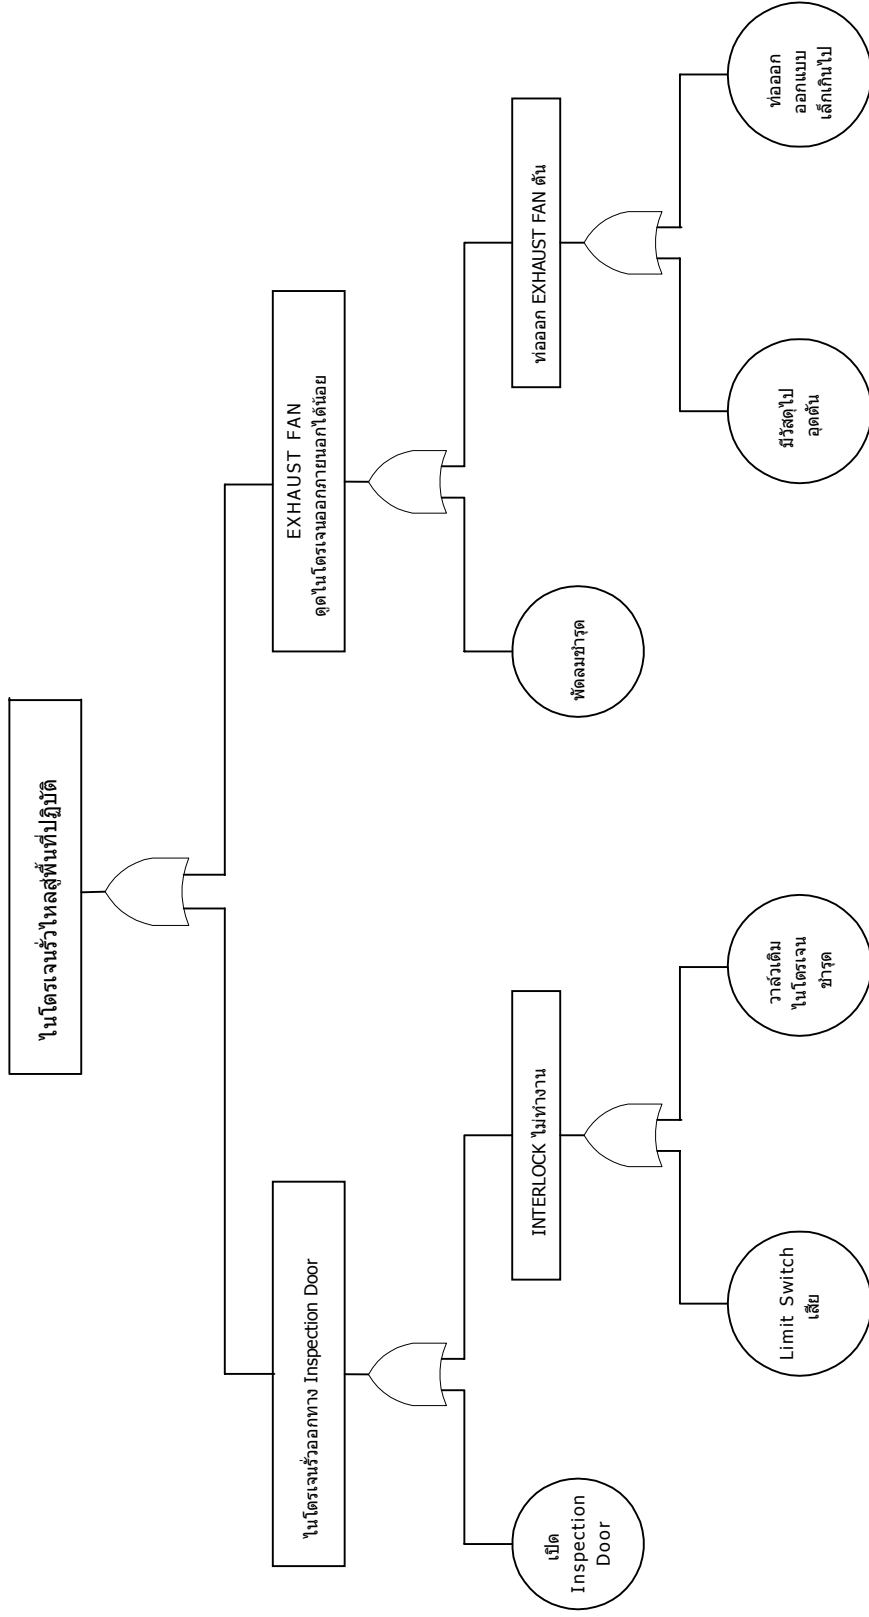 ไนโตรเจนรั่วไหลสู่พื้นที่ปฏิบัติ
ไนโตรเจนรั่วออกทาง Inspection Door
EXHAUST FAN
ดูดไนโตรเจนออกภายนอกได้น้อย
เปิด
Inspection
Door
INTERLOCK ไม่ทำงาน
พัดลมชำรุด
ท่อออก EXHAUST FAN ตัน
Limit Switch
เสีย
วาล์วเติม
ไนโตรเจน
ชำรุด
มีวัสดุไป
อุดตัน
ท่อออก
ออกแบบ
เล็กเกินไป